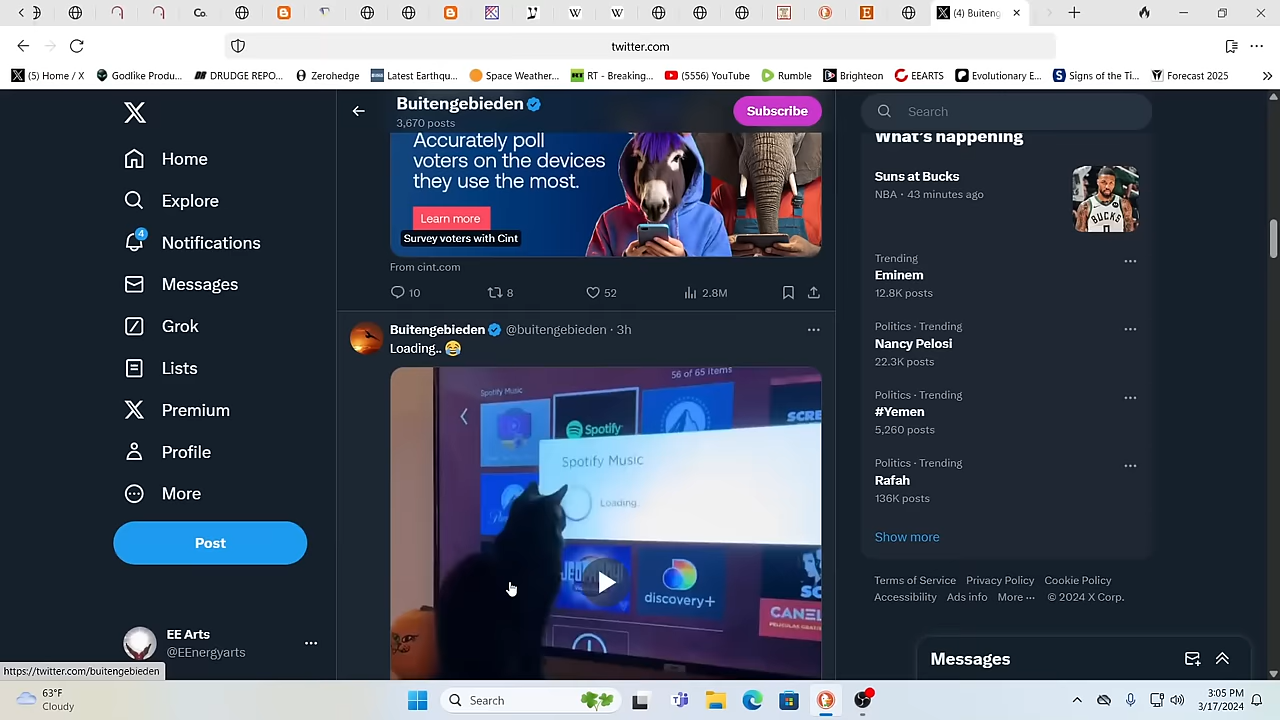 Co.
(4) Buiteng
twitter.com
(5) Home / X
Godlike Produ...
DRUDGE REPO...
Zerohedge
Latest Earthqu...
Space Weather...
RT - Breaking...
(5556) YouTube
Rumble
Brighteon
EEARTS
Evolutionary E...
Signs of the Ti...
Forecast 2025
Home
Explore
4
Notifications
Messages
Grok
Lists
Premium
Profile
More
Post
EE Arts
@EEnergyarts
https://twitter.com/buitengebieden
Buitengebieden
3,670 posts
Subscribe
Accurately poll
voters on the devices
they use the most.
Learn more
Survey voters with Cint
From cint.com
10 8 52 2.8M
Buitengebieden @buitengebieden · 3h
Loading.. 😂
56 of 65 items
Spotify Music
Spotify
Spotify Music
Loading
discovery+
Search
What's happening
Suns at Bucks
NBA · 43 minutes ago
BUCKS
Trending
Eminem
12.8K posts
Politics · Trending
Nancy Pelosi
22.3K posts
Politics · Trending
#Yemen
5,260 posts
Politics · Trending
Rafah
136K posts
Show more
Terms of Service Privacy Policy Cookie Policy
Accessibility Ads info More ··· © 2024 X Corp.
Messages
63°F
Cloudy
Search
3:05 PM
3/17/2024